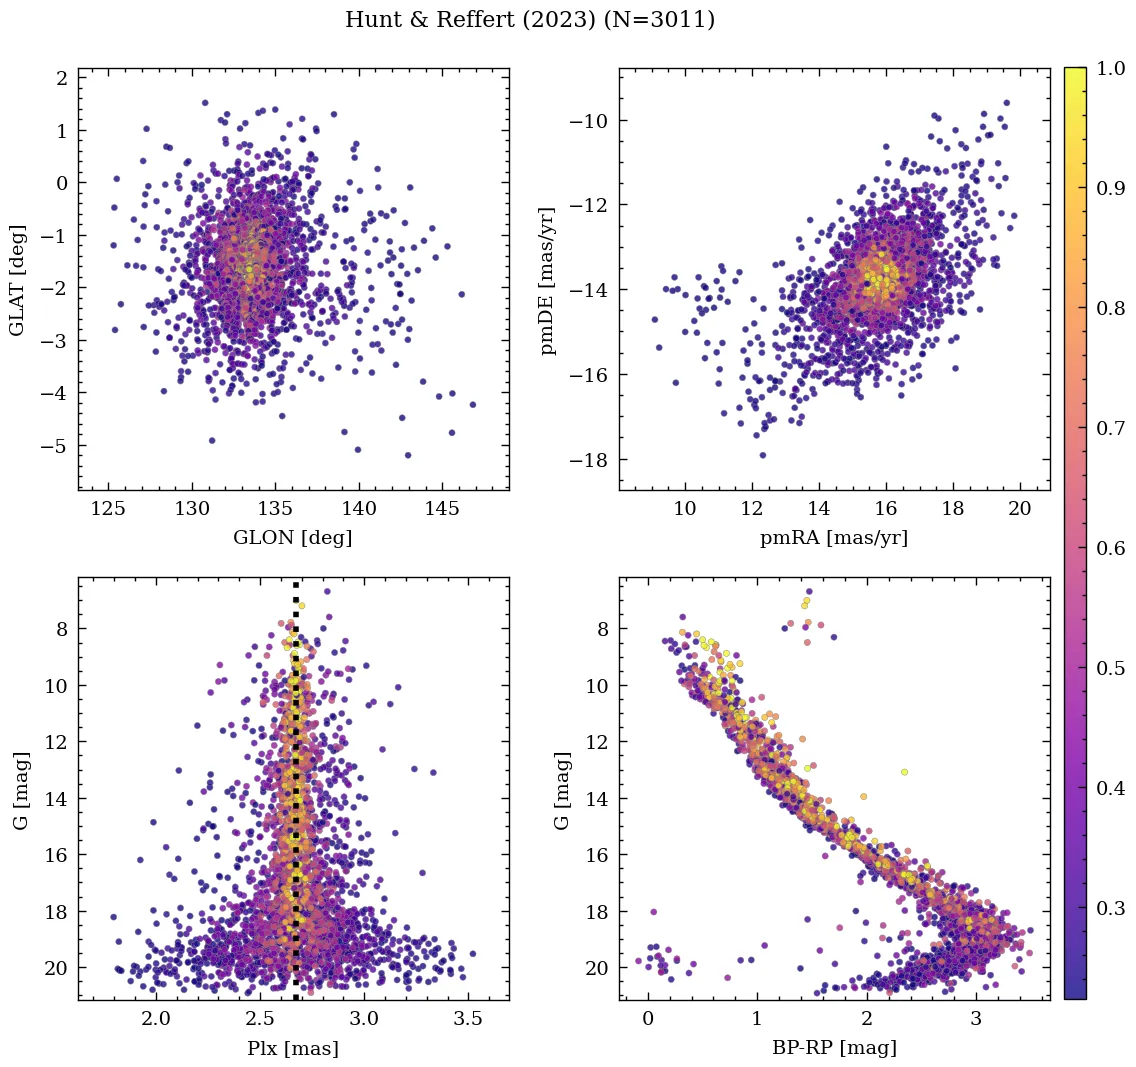 Hunt & Reffert (2023) (N=3011)
2
1
0
−1
−2
−3
−4
−5
GLAT [deg]
125 130 135 140 145
GLON [deg]
−10
−12
−14
−16
−18
pmDE [mas/yr]
10 12 14 16 18 20
pmRA [mas/yr]
1.0
0.9
0.8
0.7
0.6
0.5
0.4
0.3
8
10
12
14
16
18
20
G [mag]
2.0 2.5 3.0 3.5
Plx [mas]
8
10
12
14
16
18
20
G [mag]
0 1 2 3
BP-RP [mag]